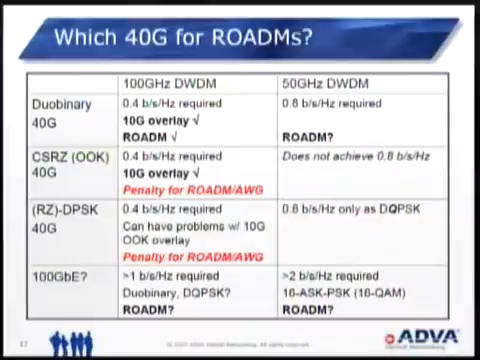 Which 40G for ROADMs?
100GHz DWDM
50GHz DWDM
Duobinary
40G
0.4 b/s/Hz required
10G overlay √
ROADM √
0.8 b/s/Hz required
ROADM?
CSRZ (OOK)
40G
0.4 b/s/Hz required
10G overlay √
Penalty for ROADM/AWG
Does not achieve 0.8 b/s/Hz
(RZ)-DPSK
40G
0.4 b/s/Hz required
Can have problems w/ 10G
OOK overlay
Penalty for ROADM/AWG
0.8 b/s/Hz only as DQPSK
100GbE?
>1 b/s/Hz required
Duobinary, DQPSK?
ROADM?
>2 b/s/Hz required
16-ASK-PSK (16-QAM)
ROADM?
ADVA
Optical Networking